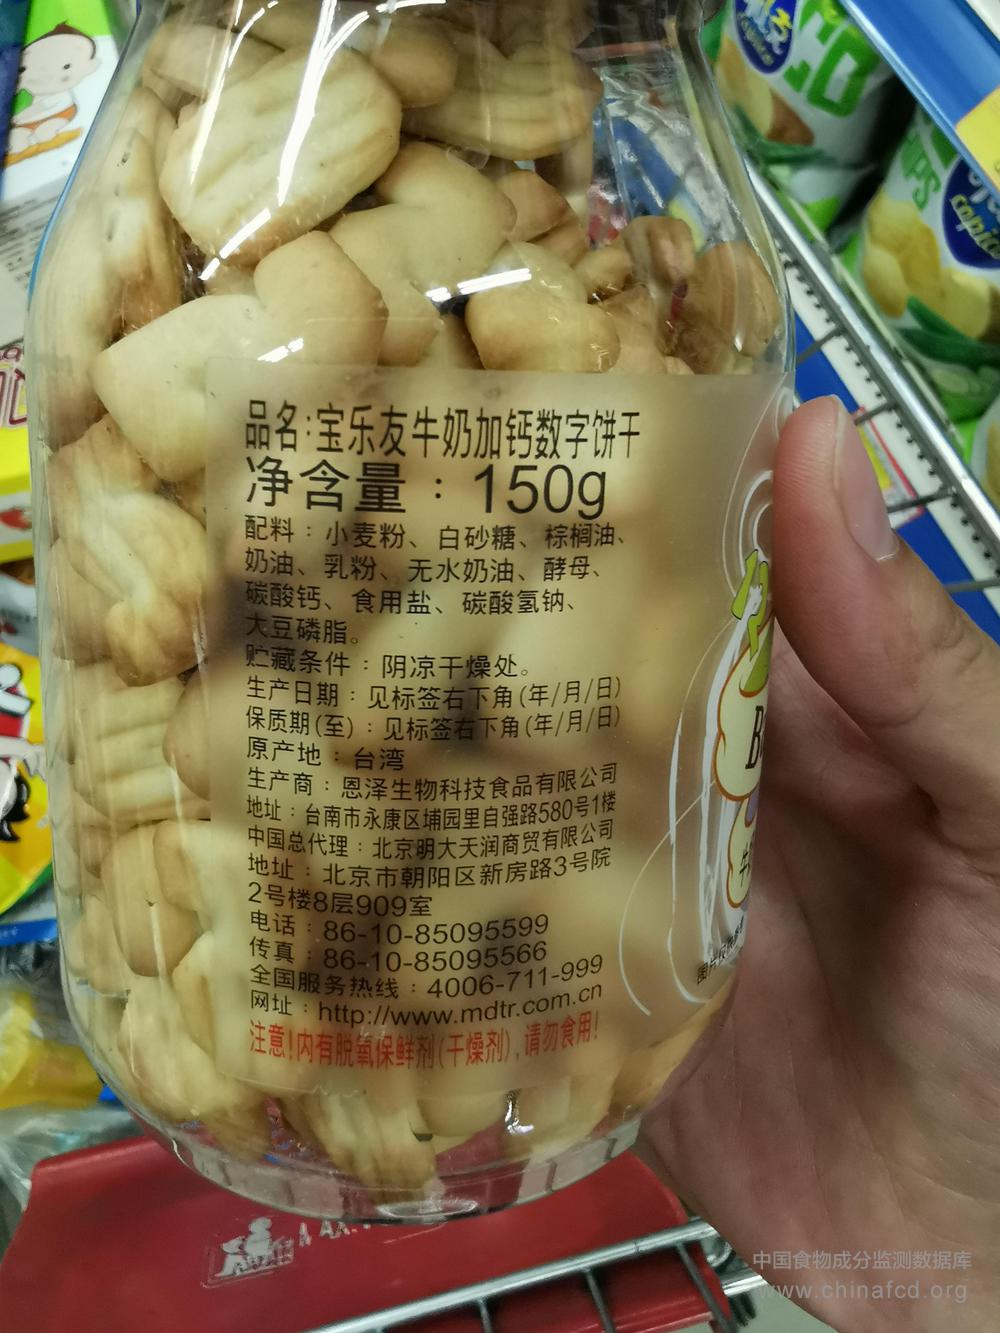 品名:宝乐友牛奶加钙数字饼干
净含量：150g
配料：小麦粉、白砂糖、棕榈油、
奶油、乳粉、无水奶油、酵母、
碳酸钙、食用盐、碳酸氢钠、
大豆磷脂。
贮藏条件：阴凉干燥处。
生产日期：见标签右下角(年/月/日)
保质期(至)：见标签右下角(年/月/日)
原产地：台湾
生产商：恩泽生物科技食品有限公司
地址：台南市永康区埔园里自强路580号1楼
中国总代理：北京明大天润商贸有限公司
地址：北京市朝阳区新房路3号院
2号楼8层909室
电话：86-10-85095599
传真：86-10-85095566
全国服务热线：4006-711-999
网址：http://www.mdtr.com.cn
注意!内有脱氧保鲜剂(干燥剂),请勿食用!
中国食物成分监测数据库
www.chinafcd.org